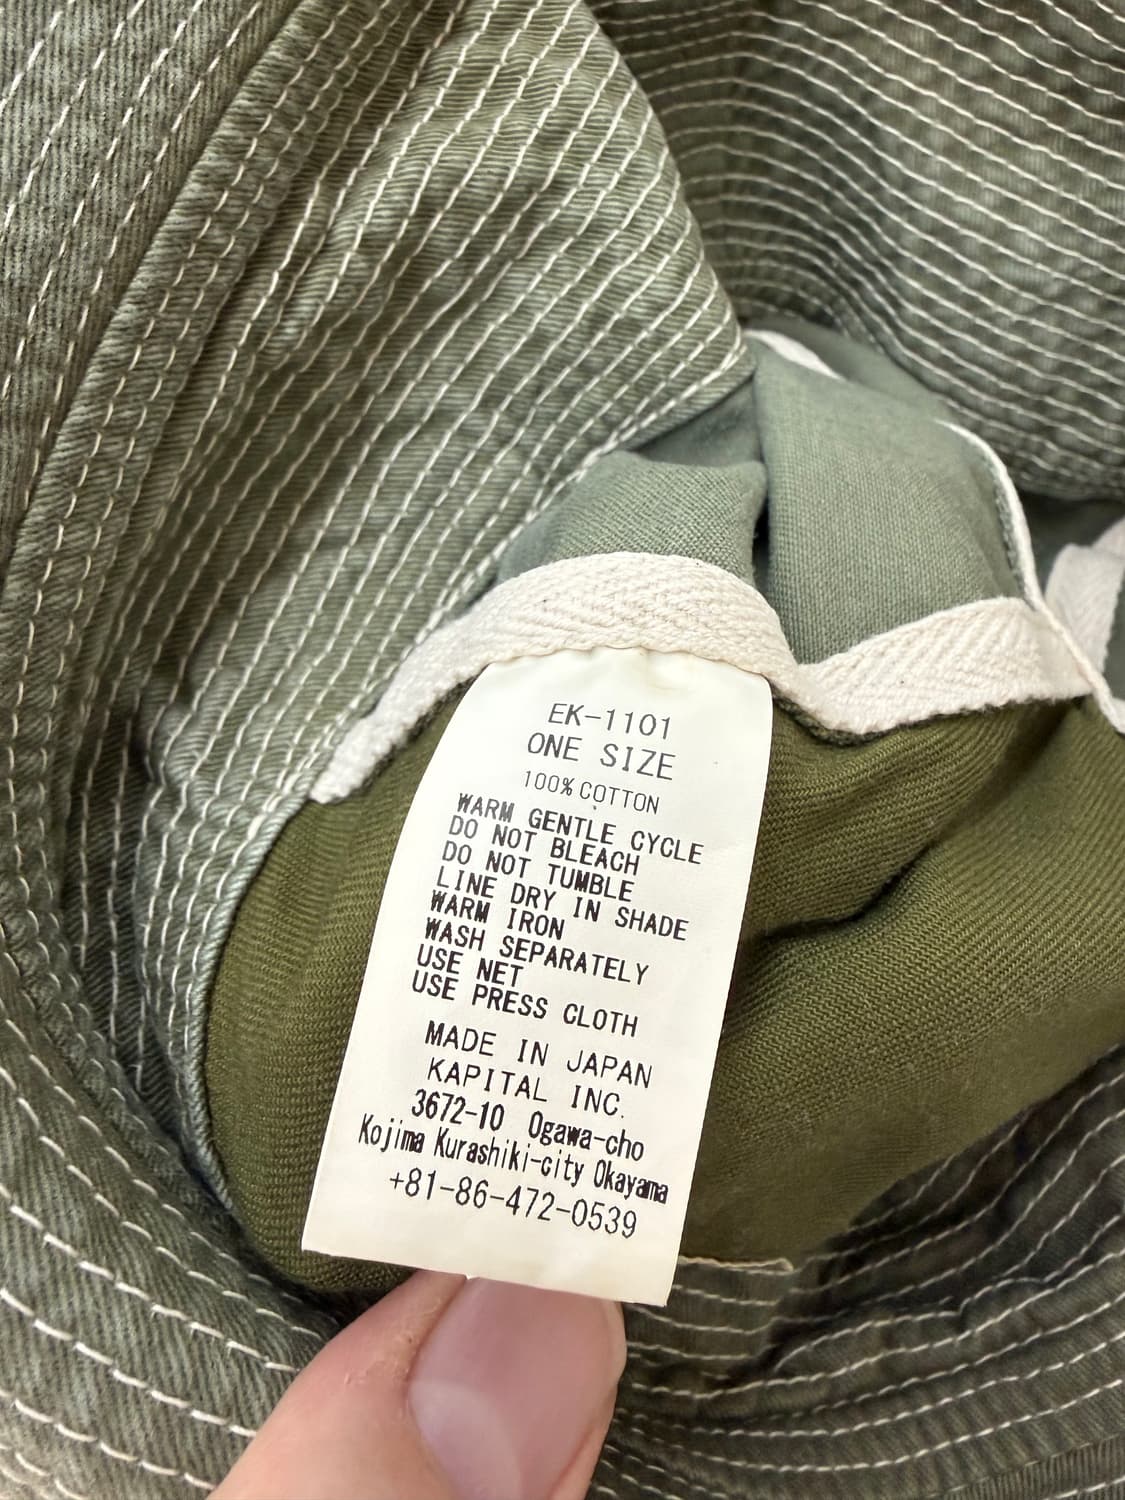 EK-1101
ONE SIZE
100% COTTON
WARM GENTLE CYCLE
DO NOT BLEACH
DO NOT TUMBLE
LINE DRY IN SHADE
WARM IRON
WASH SEPARATELY
USE NET
USE PRESS CLOTH
MADE IN JAPAN
KAPITAL INC.
3672-10 Ogawa-cho
Kojima Kurashiki-city Okayama
+81-86-472-0539